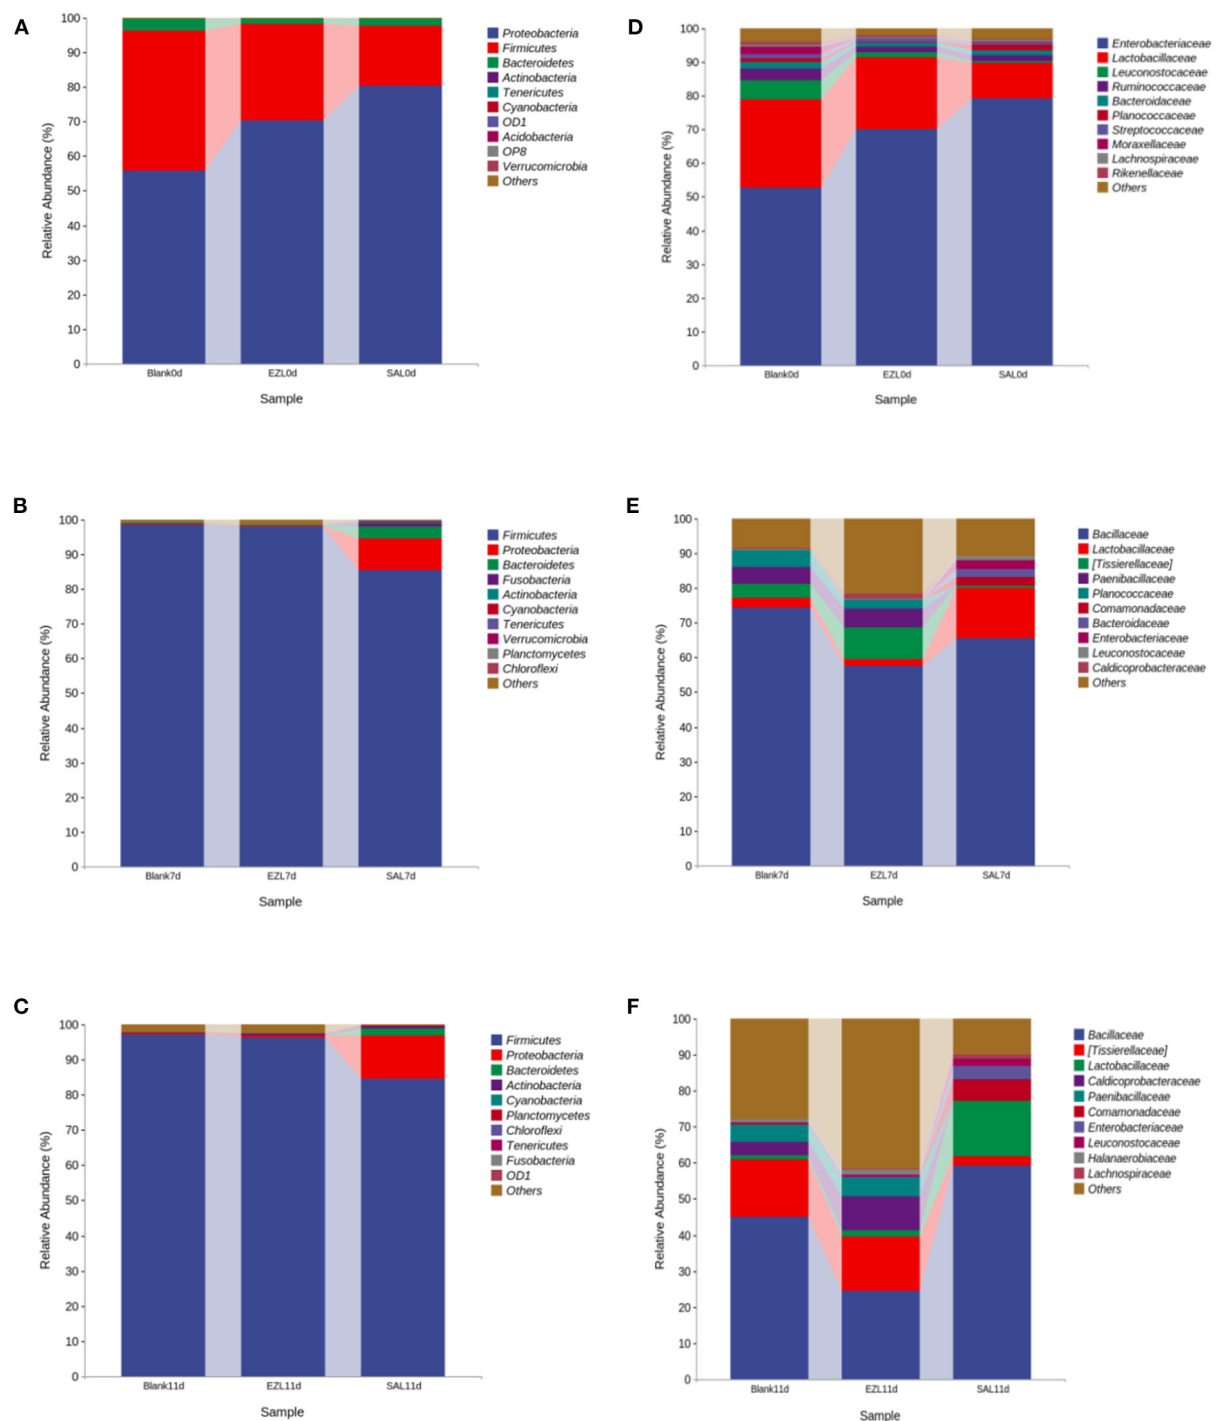 A
100
90
80
70
60
50
40
30
20
10
0
Relative Abundance (%)
Blank0d
EZL0d
SAL0d
Sample
Proteobacteria
Firmicutes
Bacteroidetes
Actinobacteria
Tenericutes
Cyanobacteria
OD1
Acidobacteria
OP8
Verrucomicrobia
Others
D
100
90
80
70
60
50
40
30
20
10
0
Relative Abundance (%)
Blank0d
EZL0d
SAL0d
Sample
Enterobacteriaceae
Lactobacillaceae
Leuconostocaceae
Ruminococcaceae
Bacteroidaceae
Planococcaceae
Streptococcaceae
Moraxellaceae
Lachnospiraceae
Rikenellaceae
Others
B
100
90
80
70
60
50
40
30
20
10
0
Relative Abundance (%)
Blank7d
EZL7d
SAL7d
Sample
Firmicutes
Proteobacteria
Bacteroidetes
Fusobacteria
Actinobacteria
Cyanobacteria
Tenericutes
Verrucomicrobia
Planctomycetes
Chloroflexi
Others
E
100
90
80
70
60
50
40
30
20
10
0
Relative Abundance (%)
Blank7d
EZL7d
SAL7d
Sample
Bacillaceae
Lactobacillaceae
[Tissierellaceae]
Paenibacillaceae
Planococcaceae
Comamonadaceae
Bacteroidaceae
Enterobacteriaceae
Leuconostocaceae
Caldicoprobacteraceae
Others
C
100
90
80
70
60
50
40
30
20
10
0
Relative Abundance (%)
Blank11d
EZL11d
SAL11d
Sample
Firmicutes
Proteobacteria
Bacteroidetes
Actinobacteria
Cyanobacteria
Planctomycetes
Chloroflexi
Tenericutes
Fusobacteria
OD1
Others
F
100
90
80
70
60
50
40
30
20
10
0
Relative Abundance (%)
Blank11d
EZL11d
SAL11d
Sample
Bacillaceae
[Tissierellaceae]
Lactobacillaceae
Caldicoprobacteraceae
Paenibacillaceae
Comamonadaceae
Enterobacteriaceae
Leuconostocaceae
Halanaerobiaceae
Lachnospiraceae
Others